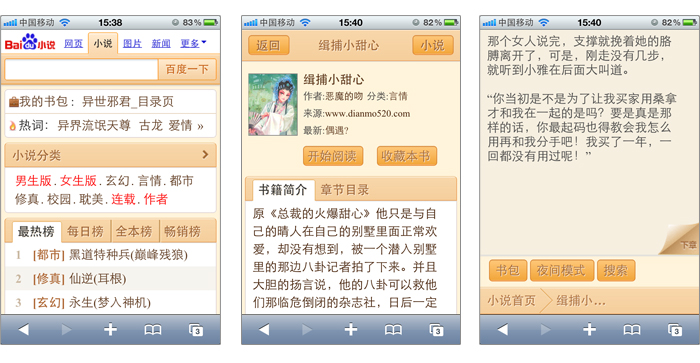 中国移动 15:38 83%
Baidu小说 网页 小说 图片 新闻 更多
百度一下
我的书包：异世邪君_目录页
热词：异界流氓天尊 古龙 爱情 »
小说分类
男生版.女生版.玄幻.言情.都市
修真.校园.耽美.连载.作者
最热榜 每日榜 全本榜 畅销榜
1 [都市] 黑道特种兵(巅峰残狼)
2 [修真] 仙逆(耳根)
3 [玄幻] 永生(梦入神机)
3
中国移动 15:40 82%
返回 缉捕小甜心 小说
缉捕小甜心
作者:恶魔的吻 分类:言情
来源:www.dianmo520.com
最新:偶遇?
开始阅读 收藏本书
书籍简介 章节目录
原《总裁的火爆甜心》他只是与自
己的晴人在自己的别墅里面正常欢
爱，却没有想到，被一个潜入别墅
里的那边八卦记者拍了下来。并且
大胆的扬言说，他的八卦可以救他
们那临危倒闭的杂志社，日后一定
3
中国移动 15:40 82%
那个女人说完，支撑就挽着她的胳
膊离开了，可是，刚走没有几步，
就听到小雅在后面大叫道。
“你当初是不是为了让我买家用桑拿
才和我在一起的是吗？要是真是那
样的话，你最起码也得教会我怎么
用再和我分手吧！我买了一年，一
回都没有用过呢！”
下章
书包 夜间模式 搜索
小说首页 缉捕小...
3